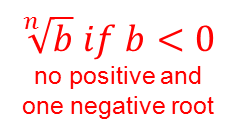 ⁿ√b if b < 0
no positive and
one negative root